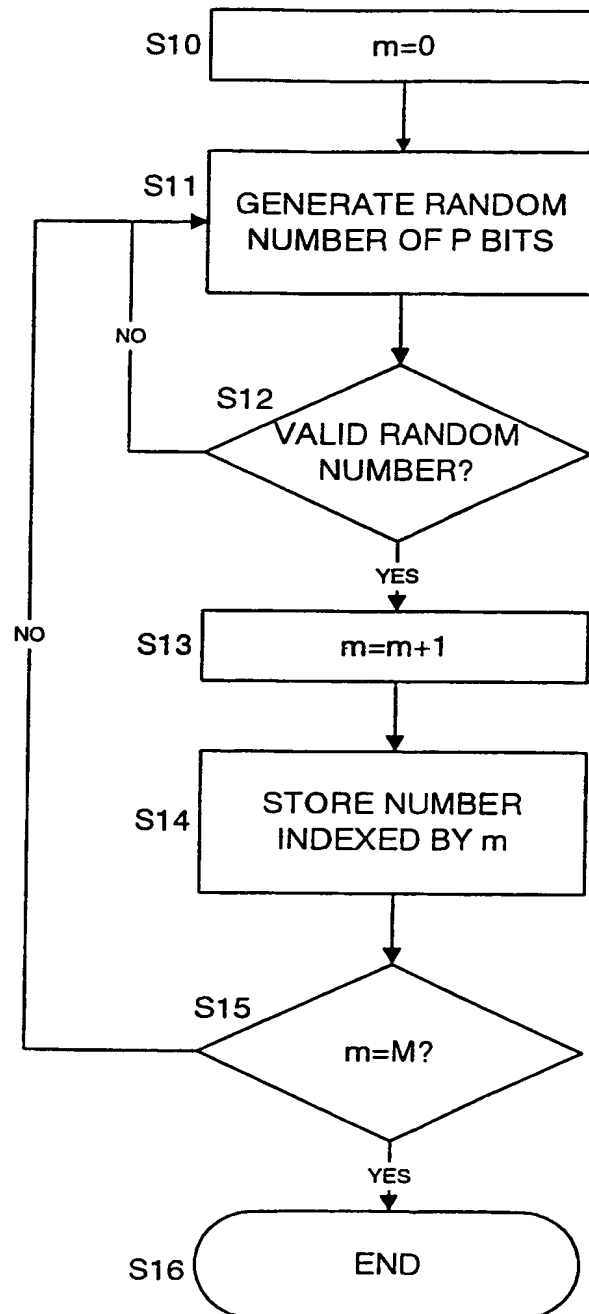 S10
m=0
S11
GENERATE RANDOM
NUMBER OF P BITS
NO
S12
VALID RANDOM
NUMBER?
YES
NO
S13
m=m+1
S14
STORE NUMBER
INDEXED BY m
S15
m=M?
YES
S16
END